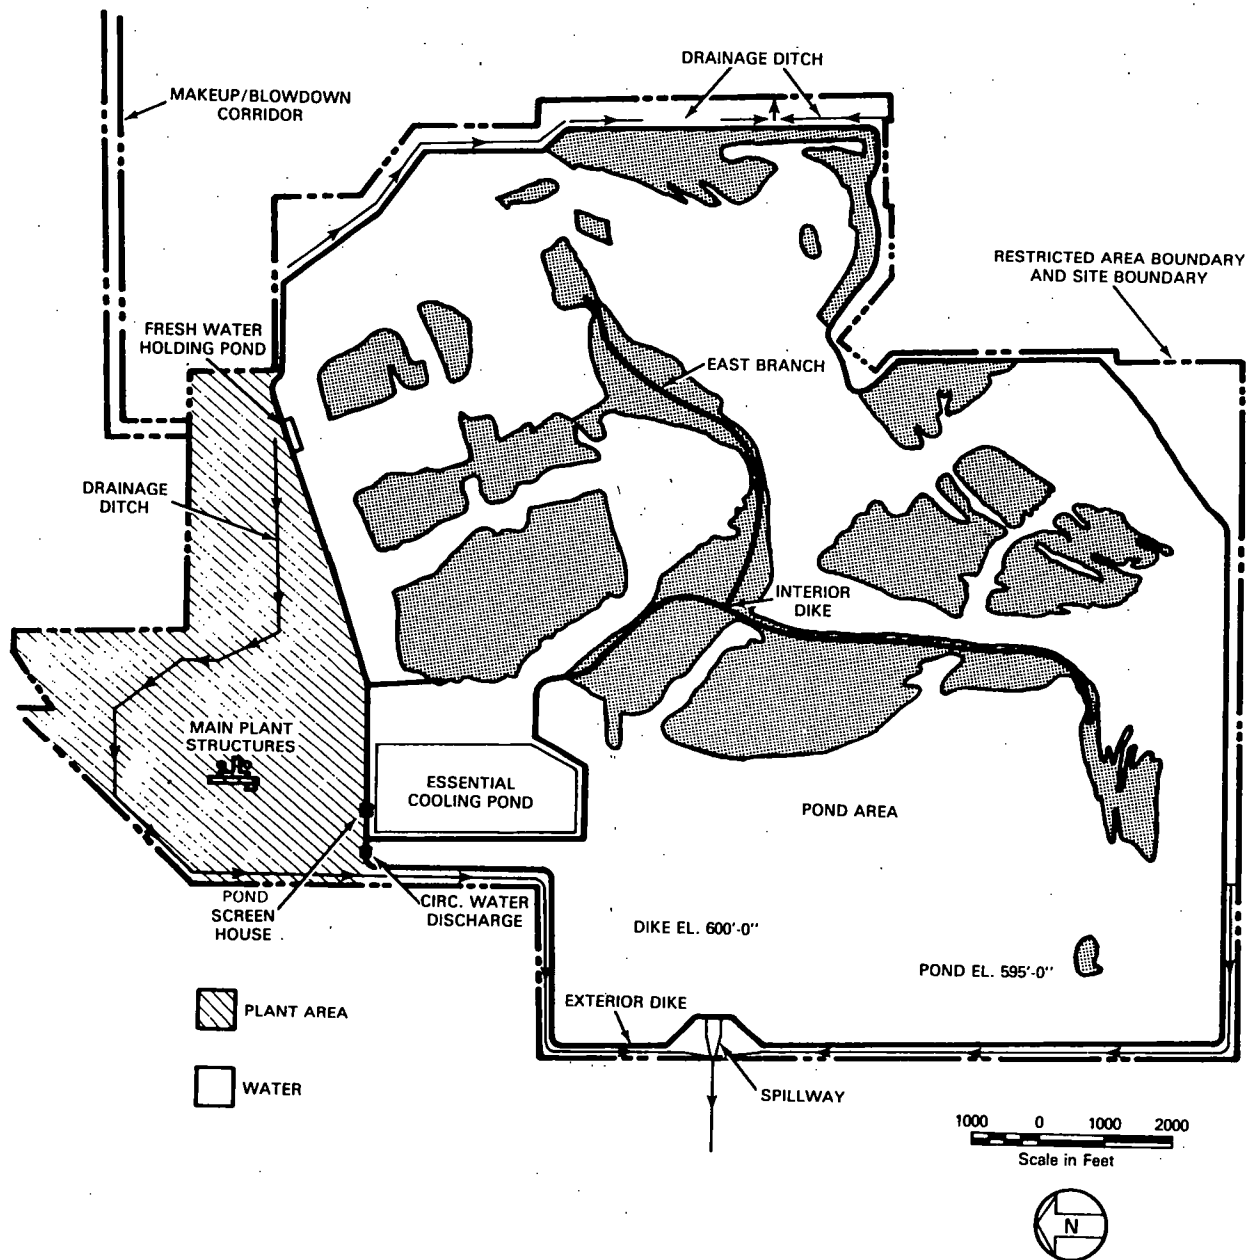 DRAINAGE DITCH
MAKEUP/BLOWDOWN
CORRIDOR
RESTRICTED AREA BOUNDARY
AND SITE BOUNDARY
FRESH WATER
HOLDING POND
EAST BRANCH
DRAINAGE
DITCH
INTERIOR
DIKE
MAIN PLANT
STRUCTURES
ESSENTIAL
COOLING POND
POND AREA
POND
SCREEN
HOUSE
CIRC. WATER
DISCHARGE
DIKE EL. 600'-0"
POND EL. 595'-0"
EXTERIOR DIKE
PLANT AREA
WATER
SPILLWAY
1000 0 1000 2000
Scale in Feet
N